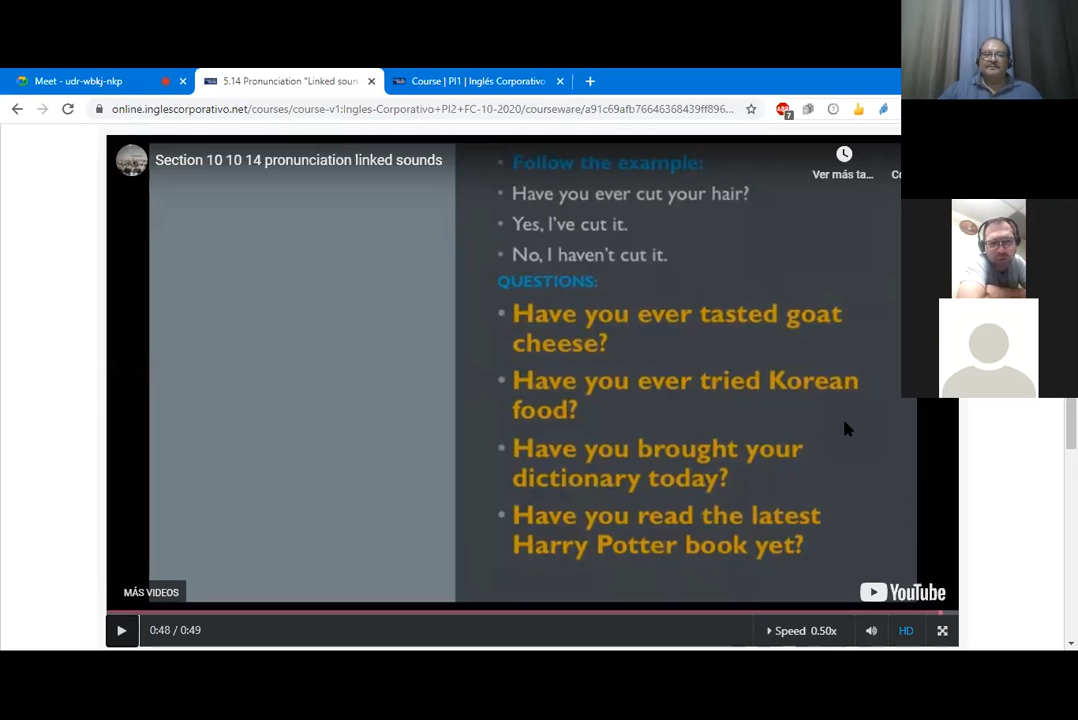 Meet - udr-wbkj-nkp
5.14 Pronunciation "Linked soun
Course | PI1 | Inglés Corporativo
online.inglescorporativo.net/courses/course-v1:Ingles-Corporativo+PI2+FC-10-2020/courseware/a91c69afb76646368439ff896...
7
Section 10 10 14 pronunciation linked sounds
Ver más ta...
• Follow the example:
• Have you ever cut your hair?
• Yes, I've cut it.
• No, I haven't cut it.
QUESTIONS:
• Have you ever tasted goat
cheese?
• Have you ever tried Korean
food?
• Have you brought your
dictionary today?
• Have you read the latest
Harry Potter book yet?
MÁS VIDEOS
YouTube
0:48 / 0:49
Speed 0.50x
HD